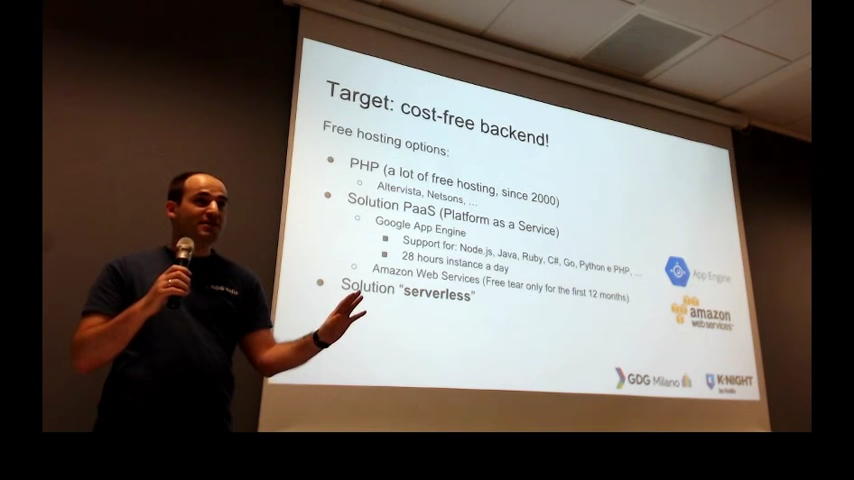 Target: cost-free backend!
Free hosting options:
● PHP (a lot of free hosting, since 2000)
○ Altervista, Netsons, ...
● Solution PaaS (Platform as a Service)
○ Google App Engine
■ Support for: Node.js, Java, Ruby, C#, Go, Python e PHP, ...
■ 28 hours instance a day
○ Amazon Web Services (Free tear only for the first 12 months)
● Solution "serverless"
App Engine
amazon
web services
GDG Milano
K-NIGHT